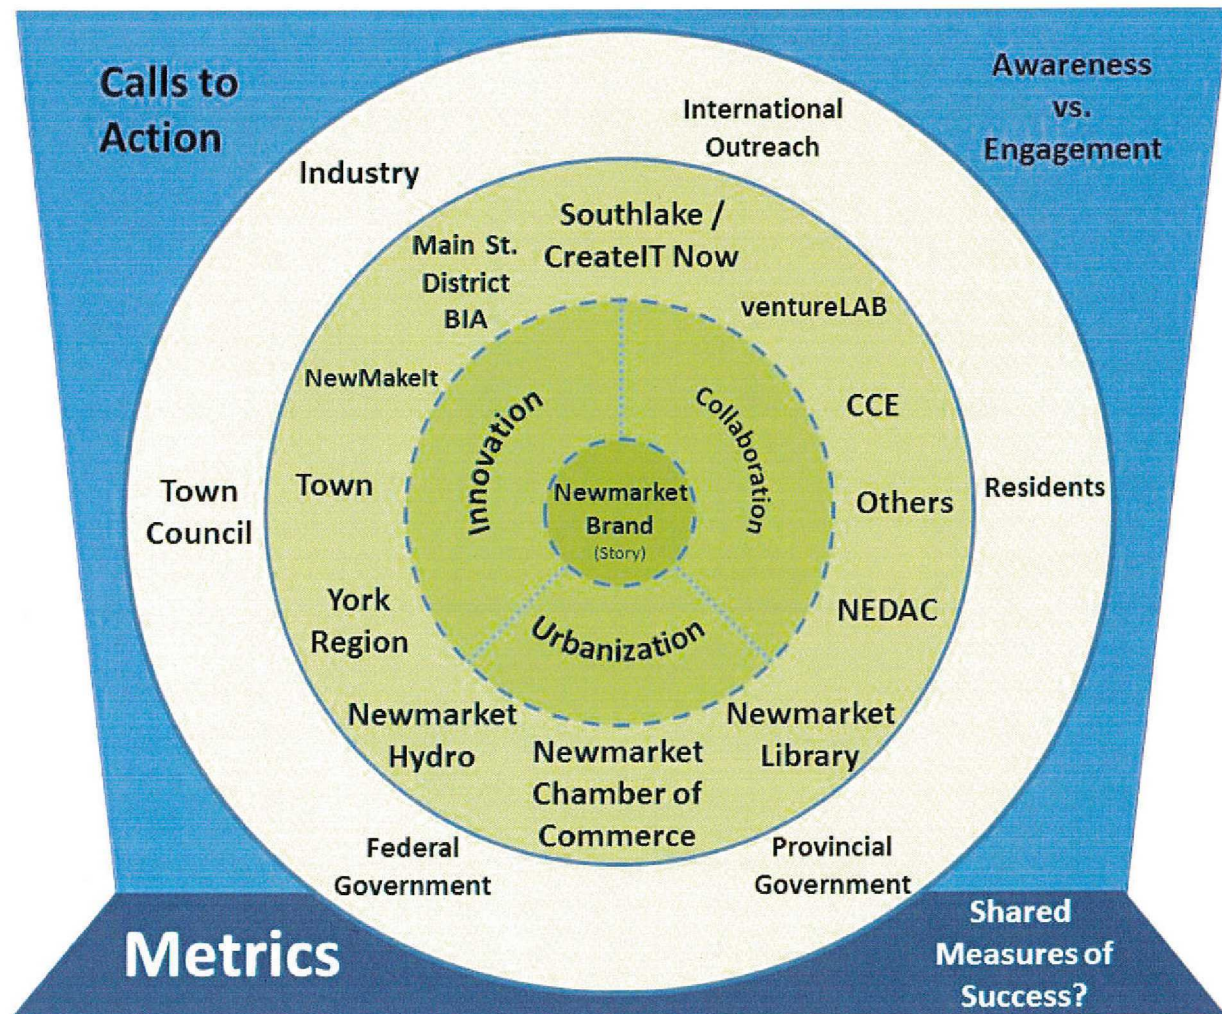 Calls to
Action
Awareness
vs.
Engagement
International
Outreach
Industry
Southlake /
CreateIT Now
Main St.
District
BIA
ventureLAB
NewMakeIt
CCE
Innovation
Collaboration
Town
Council
Town
Newmarket
Brand
(Story)
Others
Residents
York
Region
Urbanization
NEDAC
Newmarket
Hydro
Newmarket
Chamber of
Commerce
Newmarket
Library
Federal
Government
Provincial
Government
Metrics
Shared
Measures of
Success?